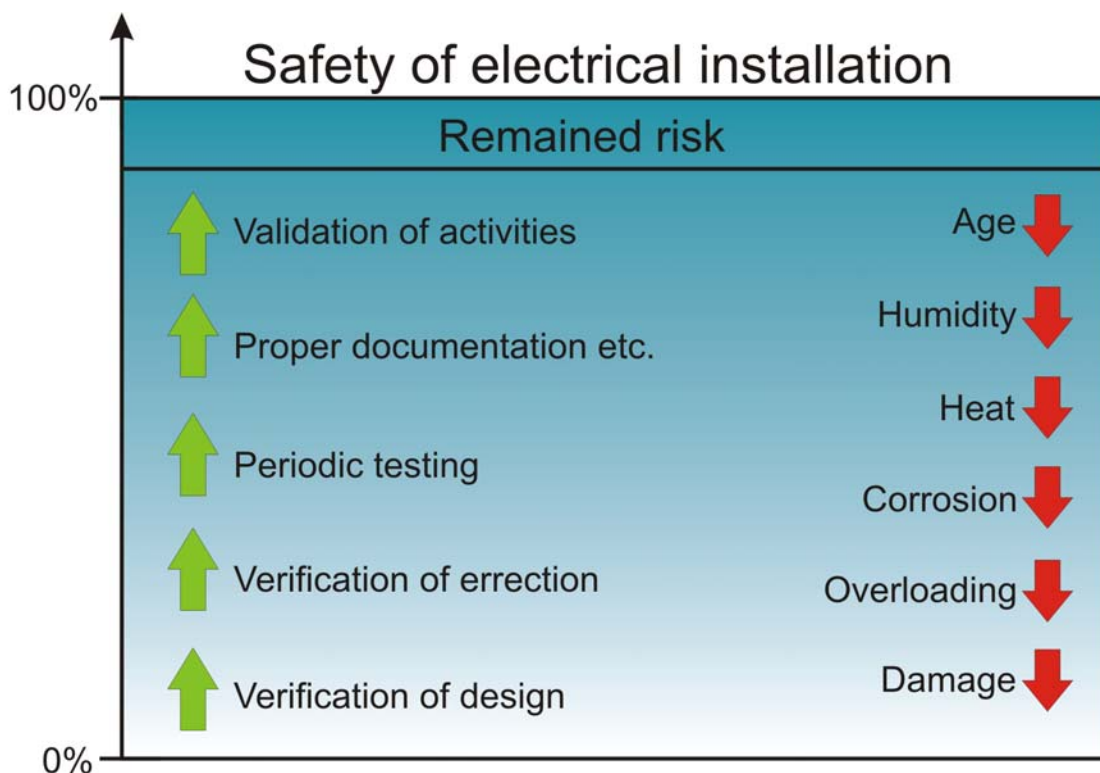 Safety of electrical installation
100%
Remained risk
Validation of activities
Age
Proper documentation etc.
Humidity
Heat
Periodic testing
Corrosion
Verification of errection
Overloading
Verification of design
Damage
0%